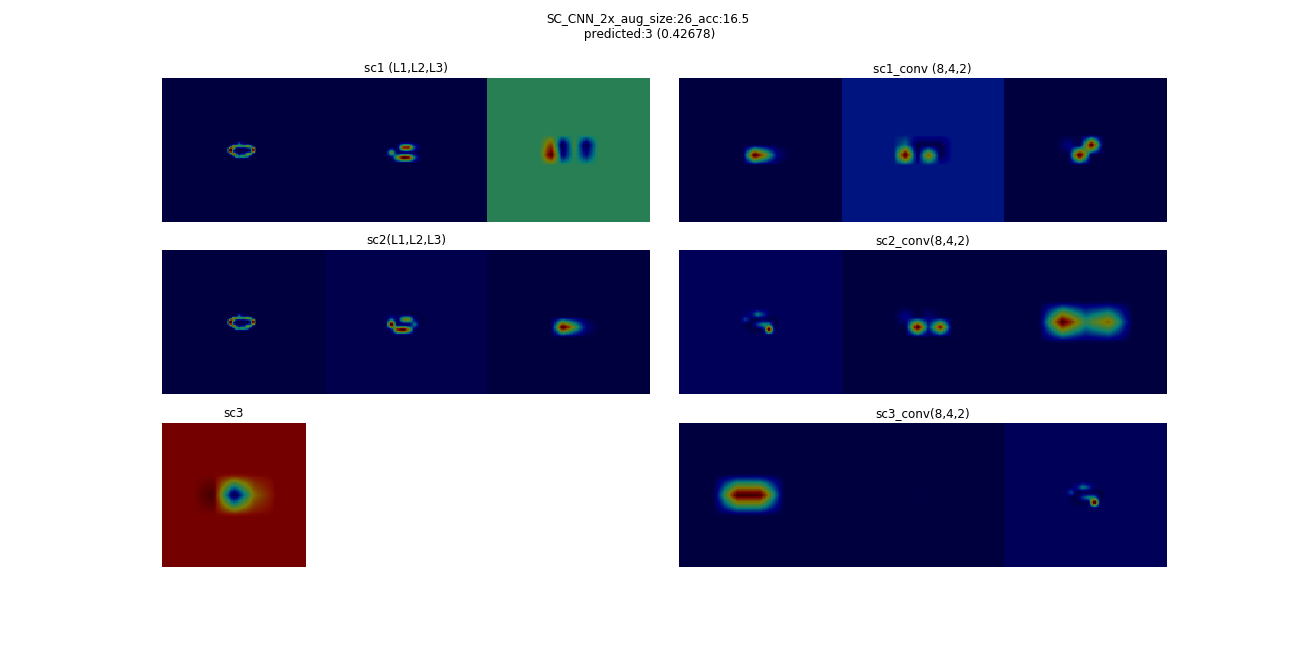 SC_CNN_2x_aug_size:26_acc:16.5
predicted:3 (0.42678)
sc1 (L1,L2,L3)
sc1_conv (8,4,2)
sc2(L1,L2,L3)
sc2_conv(8,4,2)
sc3
sc3_conv(8,4,2)